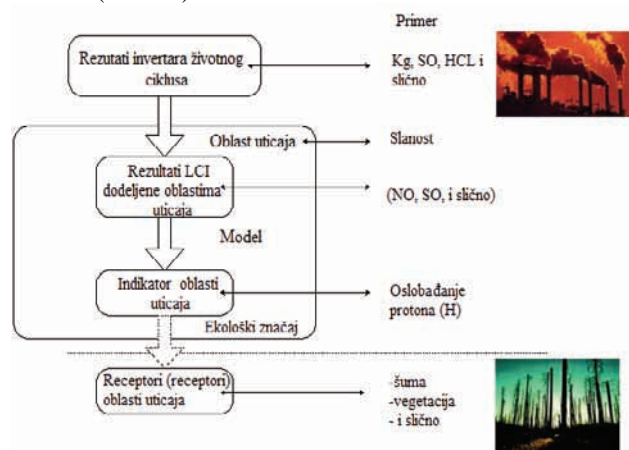 Primer
Rezutati invertara životnog
ciklusa
Kg, SO, HCL i
slično
Oblast uticaja
Slanost
Rezultati LCI
dodeljene oblastima
uticaja
(NO, SO, i slično)
Model
Indikator oblasti
uticaja
Oslobađanje
protona (H)
Ekološki značaj
Receptori (receptori)
oblasti uticaja
-šuma
-vegetacija
- i slično